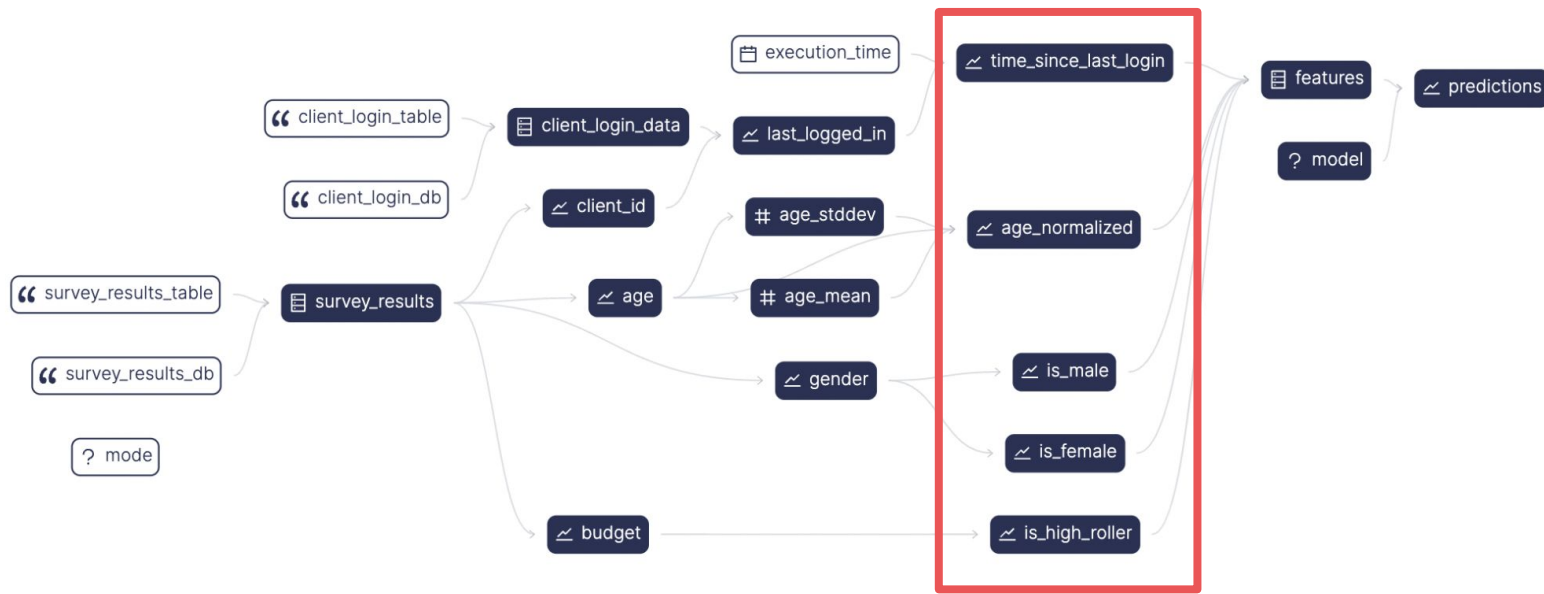 execution_time
time_since_last_login
features
predictions
client_login_table
client_login_data
last_logged_in
model
client_login_db
client_id
# age_stddev
age_normalized
survey_results_table
survey_results
age
# age_mean
survey_results_db
gender
is_male
? mode
is_female
budget
is_high_roller